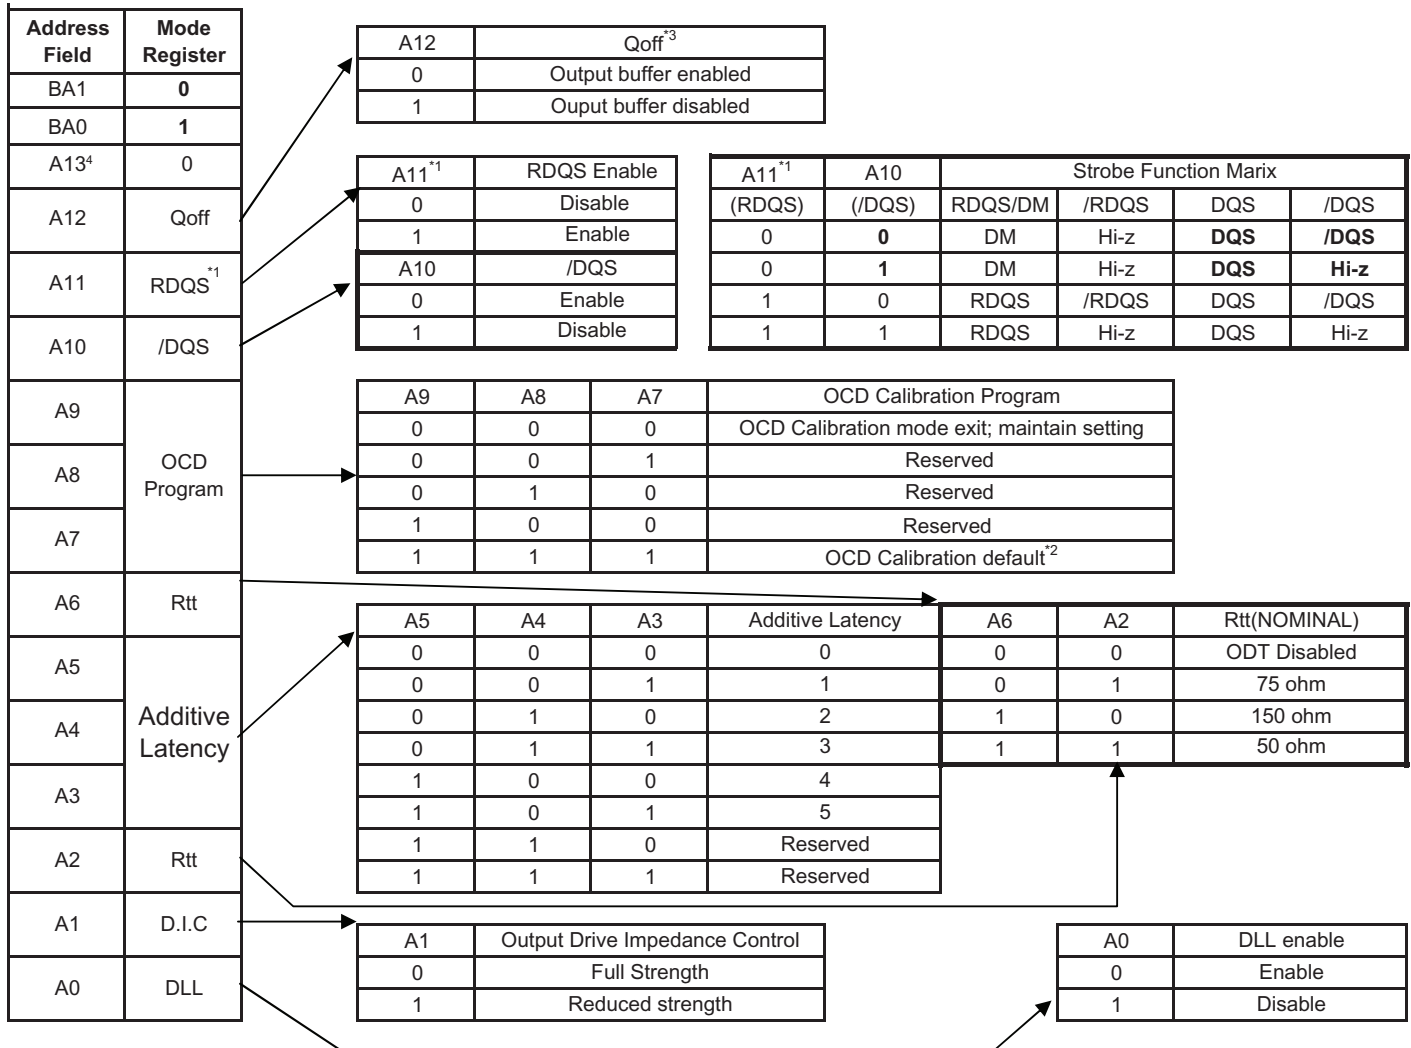 Address Field | Mode Register
BA1 | 0
BA0 | 1
A13⁴ | 0
A12 | Qoff
A11 | RDQS*1
A10 | /DQS
A9
A8
A7
OCD Program
A6 | Rtt
A5
A4
A3
Additive Latency
A2 | Rtt
A1 | D.I.C
A0 | DLL
A12 | Qoff*3
0 | Output buffer enabled
1 | Ouput buffer disabled
A11*1 | RDQS Enable
0 | Disable
1 | Enable
A10 | /DQS
0 | Enable
1 | Disable
A11*1 | A10 | Strobe Function Marix
(RDQS) | (/DQS) | RDQS/DM | /RDQS | DQS | /DQS
0 | 0 | DM | Hi-z | DQS | /DQS
0 | 1 | DM | Hi-z | DQS | Hi-z
1 | 0 | RDQS | /RDQS | DQS | /DQS
1 | 1 | RDQS | Hi-z | DQS | Hi-z
A9 | A8 | A7 | OCD Calibration Program
0 | 0 | 0 | OCD Calibration mode exit; maintain setting
0 | 0 | 1 | Reserved
0 | 1 | 0 | Reserved
1 | 0 | 0 | Reserved
1 | 1 | 1 | OCD Calibration default*2
A5 | A4 | A3 | Additive Latency
0 | 0 | 0 | 0
0 | 0 | 1 | 1
0 | 1 | 0 | 2
0 | 1 | 1 | 3
1 | 0 | 0 | 4
1 | 0 | 1 | 5
1 | 1 | 0 | Reserved
1 | 1 | 1 | Reserved
A6 | A2 | Rtt(NOMINAL)
0 | 0 | ODT Disabled
0 | 1 | 75 ohm
1 | 0 | 150 ohm
1 | 1 | 50 ohm
A1 | Output Drive Impedance Control
0 | Full Strength
1 | Reduced strength
A0 | DLL enable
0 | Enable
1 | Disable